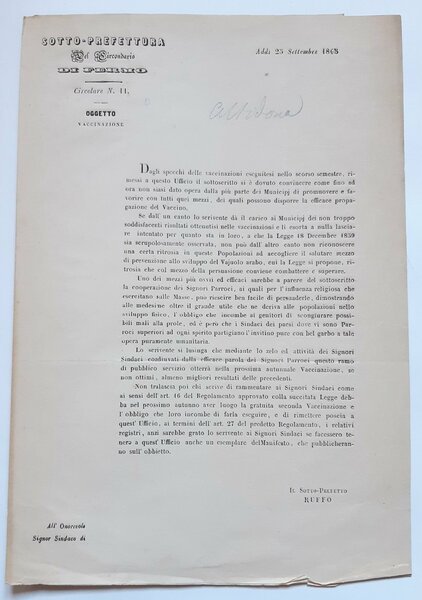 SOTTO-PREFETTURA
Del Circondario
DI FERMO
Circolare N. 11,
OGGETTO
VACCINAZIONE
Addì 23 Settembre 1868
Altidona
Dagli specchi delle vaccinazioni eseguitesi nello scorso semestre, ri-
messi a questo Ufficio il sottoscritto si è dovuto convincere come fino ad
ora non siasi dato opera dalla più parte dei Municipj di promuovere e fa-
vorire con tutti quei mezzi, dei quali possono disporre la efficace propa-
gazione del Vaccino,
Se dall'un canto lo scrivente dà il carico ai Municipj dei non troppo
soddisfacenti risultati ottenutisi nelle vaccinazioni e li esorta a nulla lascia-
re intentato per quanto sta in loro, a che la Legge 18 Decembre 1859
sia scrupolosamente osservata, non può dall'altro canto non riconoscere
una certa ritrosia in queste Popolazioni ad accogliere il salutare mezzo
di prevenzione allo sviluppo del Vajuolo arabo, cui la Legge si propone, ri-
trosia che col mezzo della persuasione conviene combattere e superare.
Uno dei mezzi più ovvii ed efficaci sarebbe a parere del sottoscritto
la cooperazione dei Signori Parroci, ai quali per l'influenza religiosa che
esercitano sulle Masse, può riescire ben facile di persuaderle, dimostrando
alle medesime oltre il grande utile che ne deriva alle popolazioni nello
sviluppo fisico, l'obbligo che incombe ai genitori di scongiurare possi-
bili mali alla prole, ed è però che i Sindaci dei paesi dove vi sono Par-
roci superiori ad ogni spirito partigiano l'invitino pure con bel garbo a tale
opera puramente umanitaria.
Lo scrivente si lusinga che mediante lo zelo ed attività dei Signori
Sindaci coadiuvati dalla efficace parola dei Signori Parroci questo ramo
di pubblico servizio otterrà nella prossima autunnale Vaccinazione, se
non ottimi, almeno migliori risultati delle precedenti.
Non tralascia poi chi scrive di rammentare ai Signori Sindaci come
ai sensi dell'art. 16 del Regolamento approvato colla succitata Legge deb-
ba nel prossimo autunno aver luogo la gratuita seconda Vaccinazione e
l'obbligo che loro incombe di farla eseguire, e di rimettere poscia a
quest'Ufficio, ai termini dell'art. 27 del predetto Regolamento, i relativi
registri, anzi sarebbe grato lo scrivente ai Signori Sindaci se facessero tene-
re a quest'Ufficio anche un esemplare del Manifesto, che pubblicheran-
no sull'obbietto.
IL SOTTO-PREFETTO
RUFFO
All'Onorevole
Signor Sindaco di